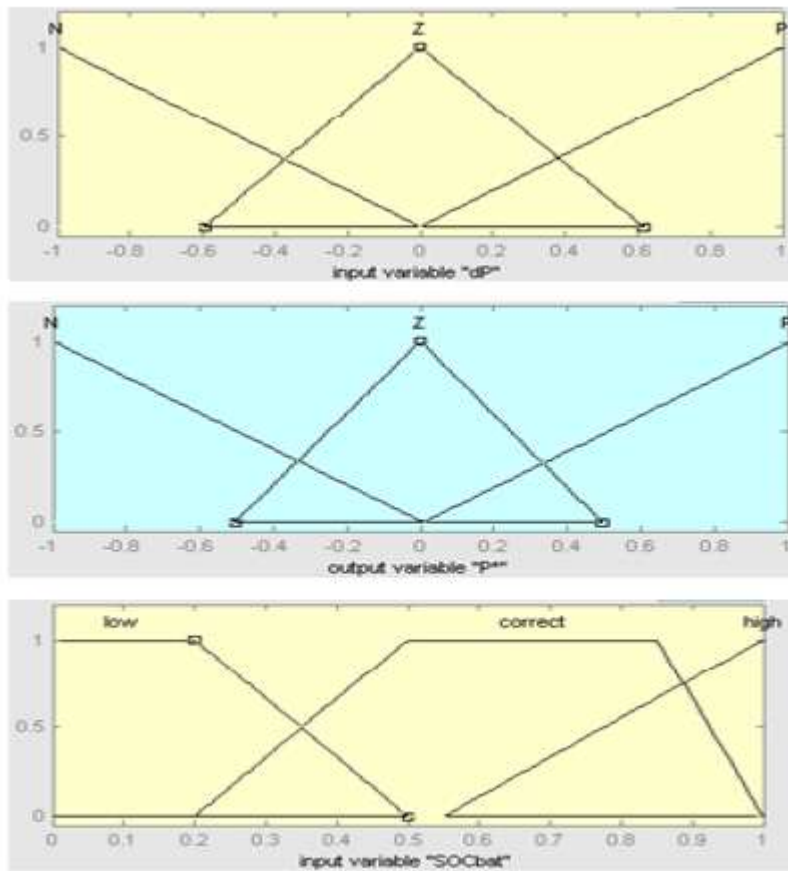 N Z P
1
0.5
0
-1 -0.8 -0.6 -0.4 -0.2 0 0.2 0.4 0.6 0.8 1
input variable "dP"
N Z P
1
0.5
0
-1 -0.8 -0.6 -0.4 -0.2 0 0.2 0.4 0.6 0.8 1
output variable "P*"
low correct high
1
0.5
0
0 0.1 0.2 0.3 0.4 0.5 0.6 0.7 0.8 0.9 1
input variable "SOCbat"